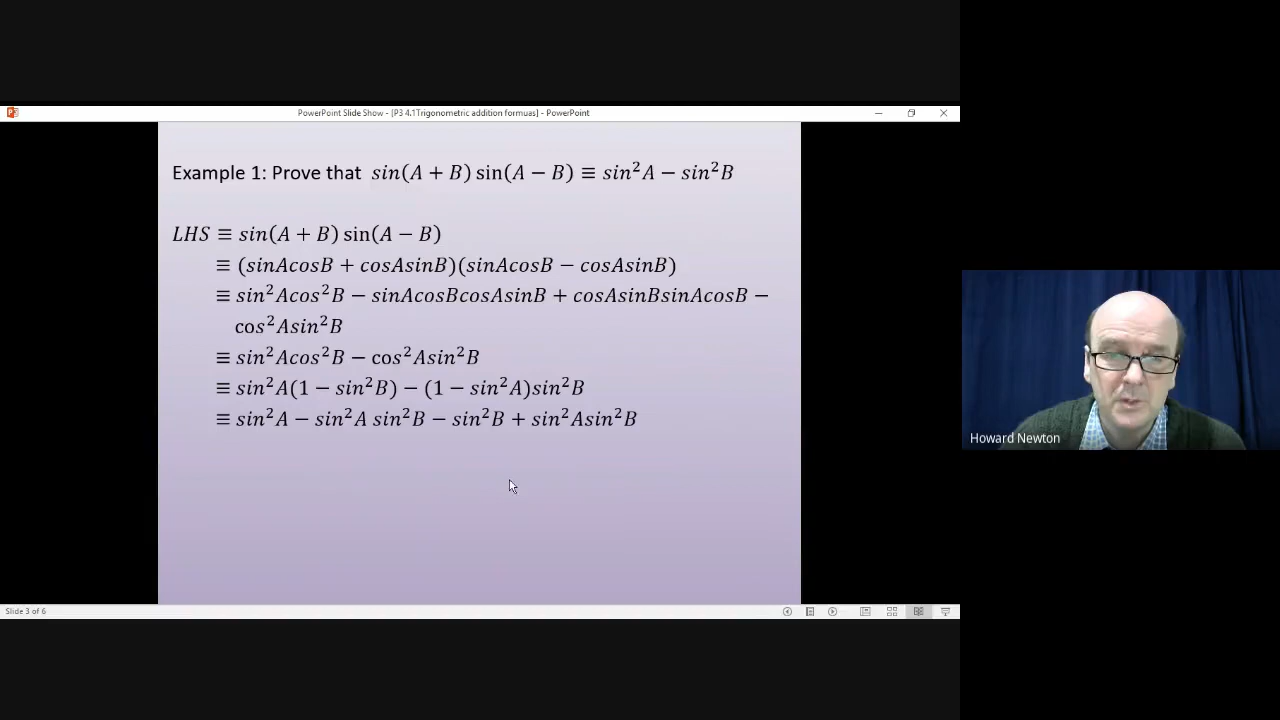 PowerPoint Slide Show - [P3 4.1Trigonometric addition formuas] - PowerPoint
Example 1: Prove that sin(A + B) sin(A − B) ≡ sin²A − sin²B
LHS ≡ sin(A + B) sin(A − B)
≡ (sinAcosB + cosAsinB)(sinAcosB − cosAsinB)
≡ sin²Acos²B − sinAcosBcosAsinB + cosAsinBsinAcosB −
cos²Asin²B
≡ sin²Acos²B − cos²Asin²B
≡ sin²A(1 − sin²B) − (1 − sin²A)sin²B
≡ sin²A − sin²A sin²B − sin²B + sin²Asin²B
Howard Newton
Slide 3 of 6